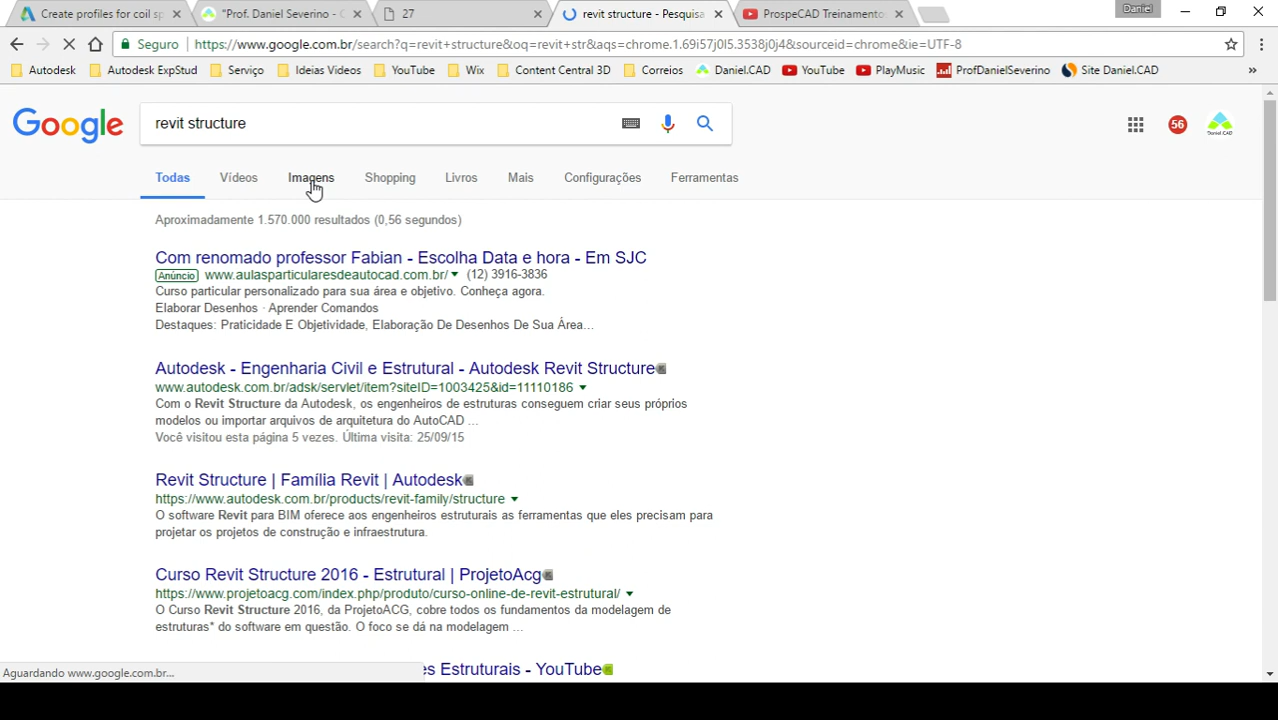 Create profiles for coil sp
"Prof. Daniel Severino - C
27
revit structure - Pesquisa
ProspeCAD Treinamento
Daniel
Seguro
https://www.google.com.br/search?q=revit+structure&oq=revit+str&aqs=chrome.1.69i57j0l5.3538j0j4&sourceid=chrome&ie=UTF-8
Autodesk
Autodesk ExpStud
Serviço
Ideias Videos
YouTube
Wix
Content Central 3D
Correios
Daniel.CAD
YouTube
PlayMusic
ProfDanielSeverino
Site Daniel.CAD
»
Google
revit structure
56
Daniel.CAD
Todas
Vídeos
Imagens
Shopping
Livros
Mais
Configurações
Ferramentas
Aproximadamente 1.570.000 resultados (0,56 segundos)
Com renomado professor Fabian - Escolha Data e hora - Em SJC
Anúncio www.aulasparticularesdeautocad.com.br/ (12) 3916-3836
Curso particular personalizado para sua área e objetivo. Conheça agora.
Elaborar Desenhos · Aprender Comandos
Destaques: Praticidade E Objetividade, Elaboração De Desenhos De Sua Área...
Autodesk - Engenharia Civil e Estrutural - Autodesk Revit Structure
www.autodesk.com.br/adsk/servlet/item?siteID=1003425&id=11110186
Com o Revit Structure da Autodesk, os engenheiros de estruturas conseguem criar seus próprios
modelos ou importar arquivos de arquitetura do AutoCAD ...
Você visitou esta página 5 vezes. Última visita: 25/09/15
Revit Structure | Família Revit | Autodesk
https://www.autodesk.com.br/products/revit-family/structure
O software Revit para BIM oferece aos engenheiros estruturais as ferramentas que eles precisam para
projetar os projetos de construção e infraestrutura.
Curso Revit Structure 2016 - Estrutural | ProjetoAcg
https://www.projetoacg.com/index.php/produto/curso-online-de-revit-estrutural/
O Curso Revit Structure 2016, da ProjetoACG, cobre todos os fundamentos da modelagem de
estruturas* do software em questão. O foco se dá na modelagem ...
es Estruturais - YouTube
Aguardando www.google.com.br...